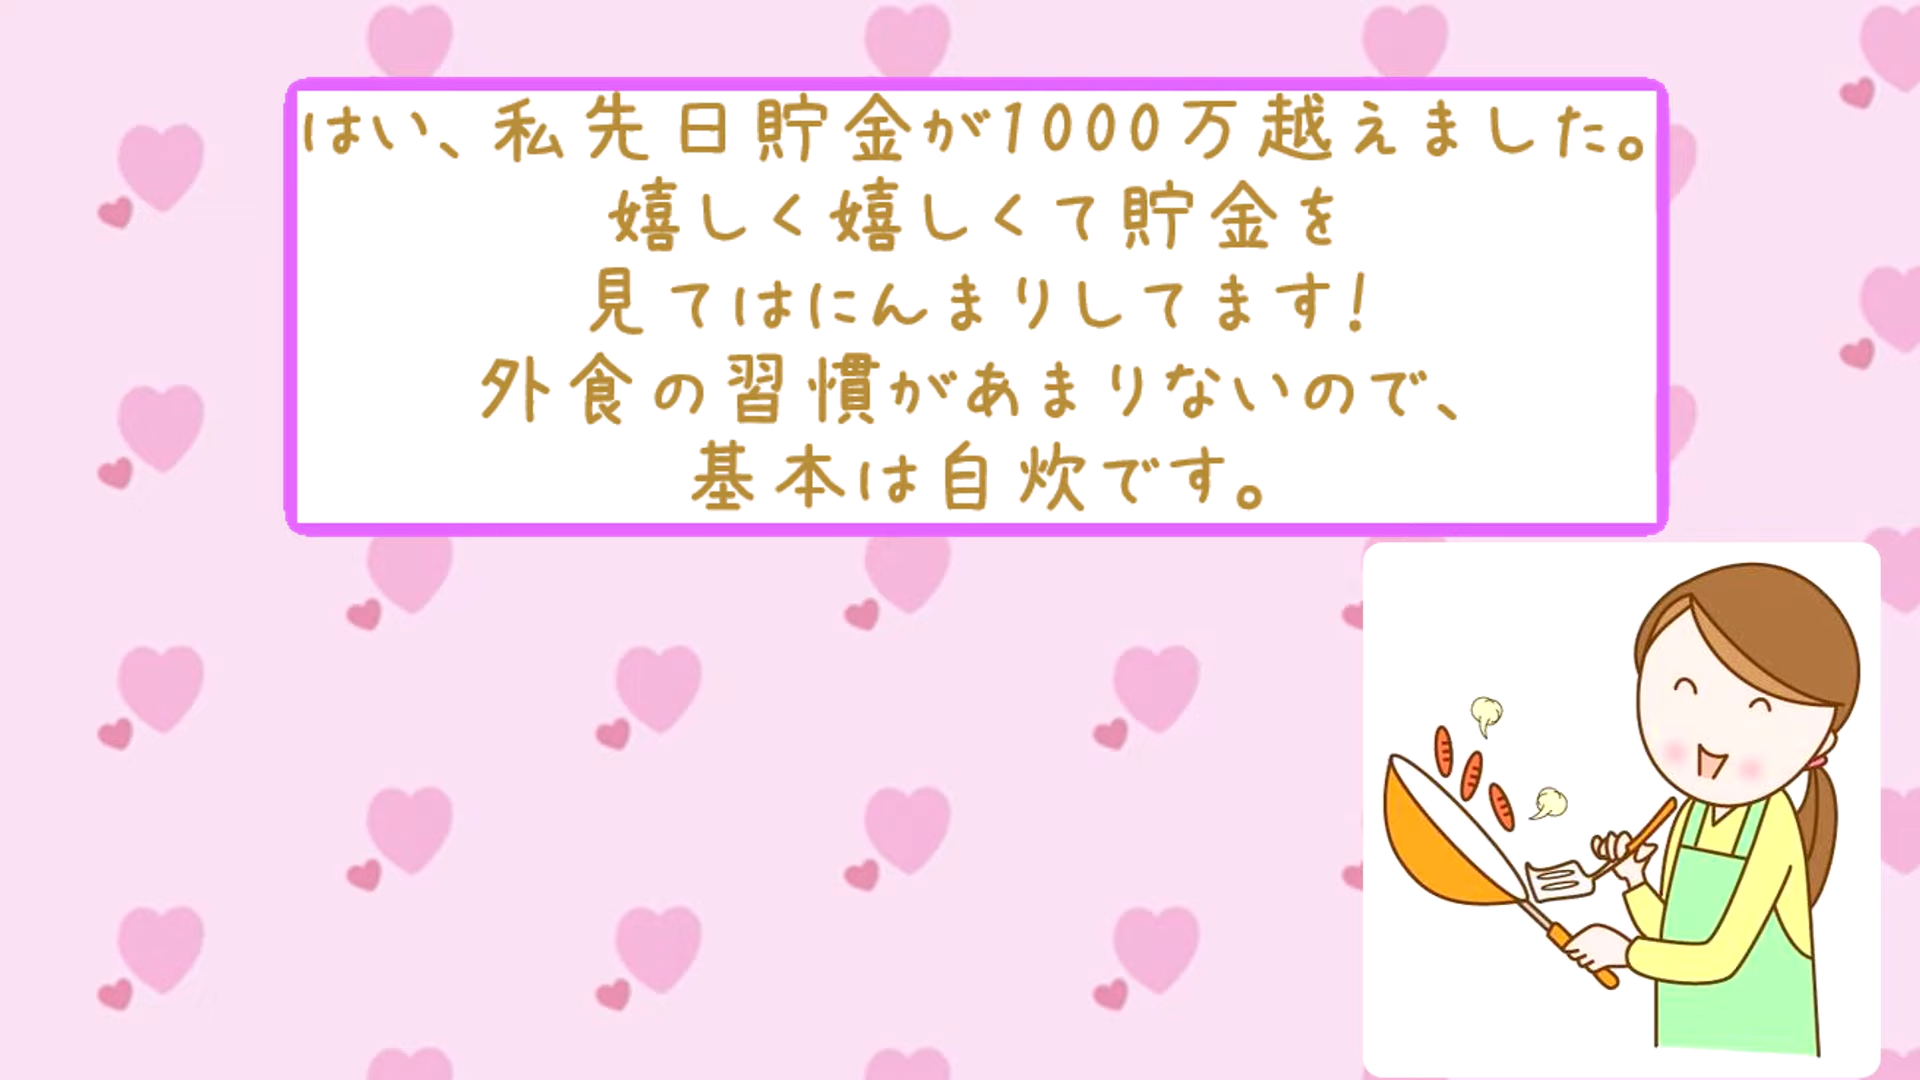 はい、私先日貯金が1000万越えました。
嬉しく嬉しくて貯金を
見てはにんまりしてます!
外食の習慣があまりないので、
基本は自炊です。